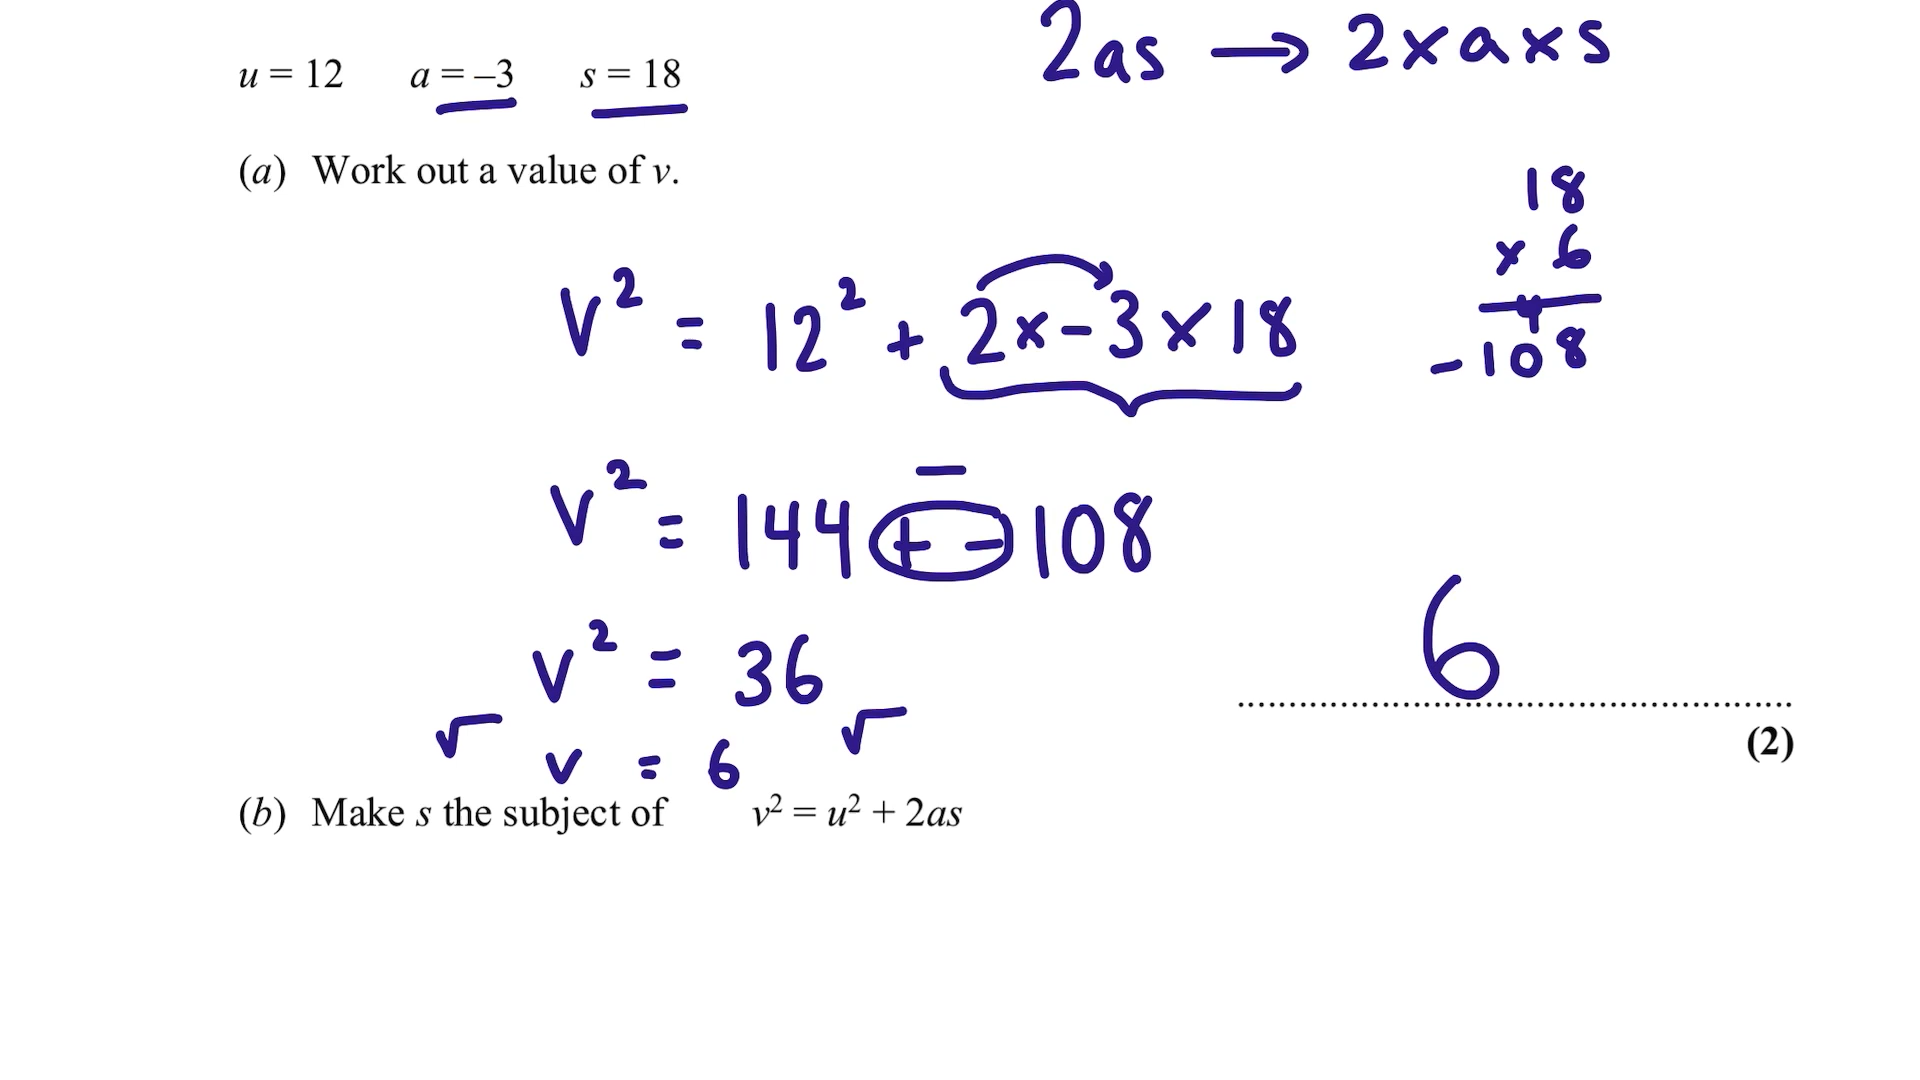 2as → 2×a×s
u = 12 a = –3 s = 18
(a) Work out a value of v.
18
× 6
4
-108
v² = 12² + 2×-3×18
–
v² = 144 + - 108
v² = 36
√ √
v = 6
6
(2)
(b) Make s the subject of v² = u² + 2as